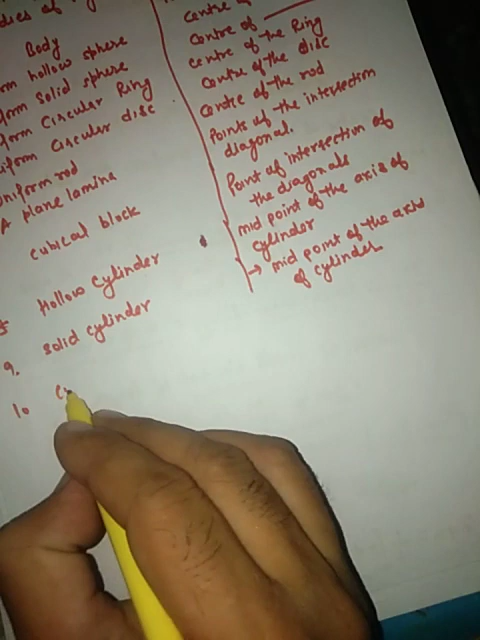 Body
hollow sphere
solid sphere
Circular Ring
Circular disc
Uniform rod
A plane lamina
cubical block
Hollow cylinder
9. Solid cylinder
10
Centre of
Centre of the Ring
Centre of the disc
Centre of the rod
Points of the intersection
diagonal.
Point of intersection of
the diagonals
mid point of the axis of
cylinder
→ mid point of the axis
of cylinder